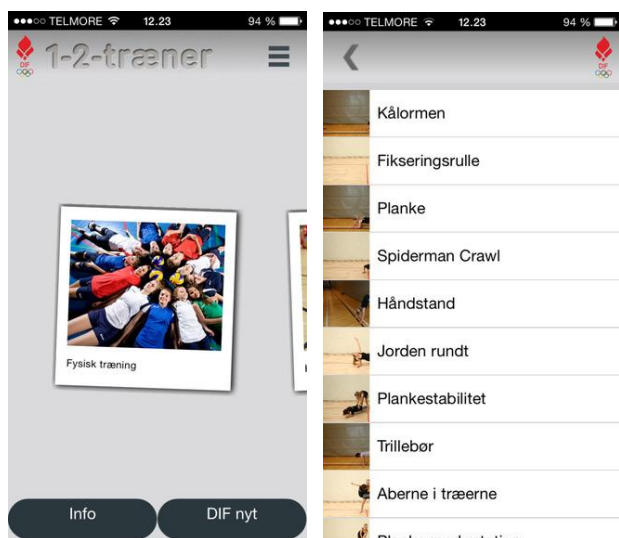 TELMORE 12.23 94 %
DIF
1-2-træner
Fysisk træning
Info
DIF nyt
TELMORE 12.23 94 %
DIF
Kålormen
Fikseringsrulle
Planke
Spiderman Crawl
Håndstand
Jorden rundt
Plankestabilitet
Trillebør
Aberne i træerne